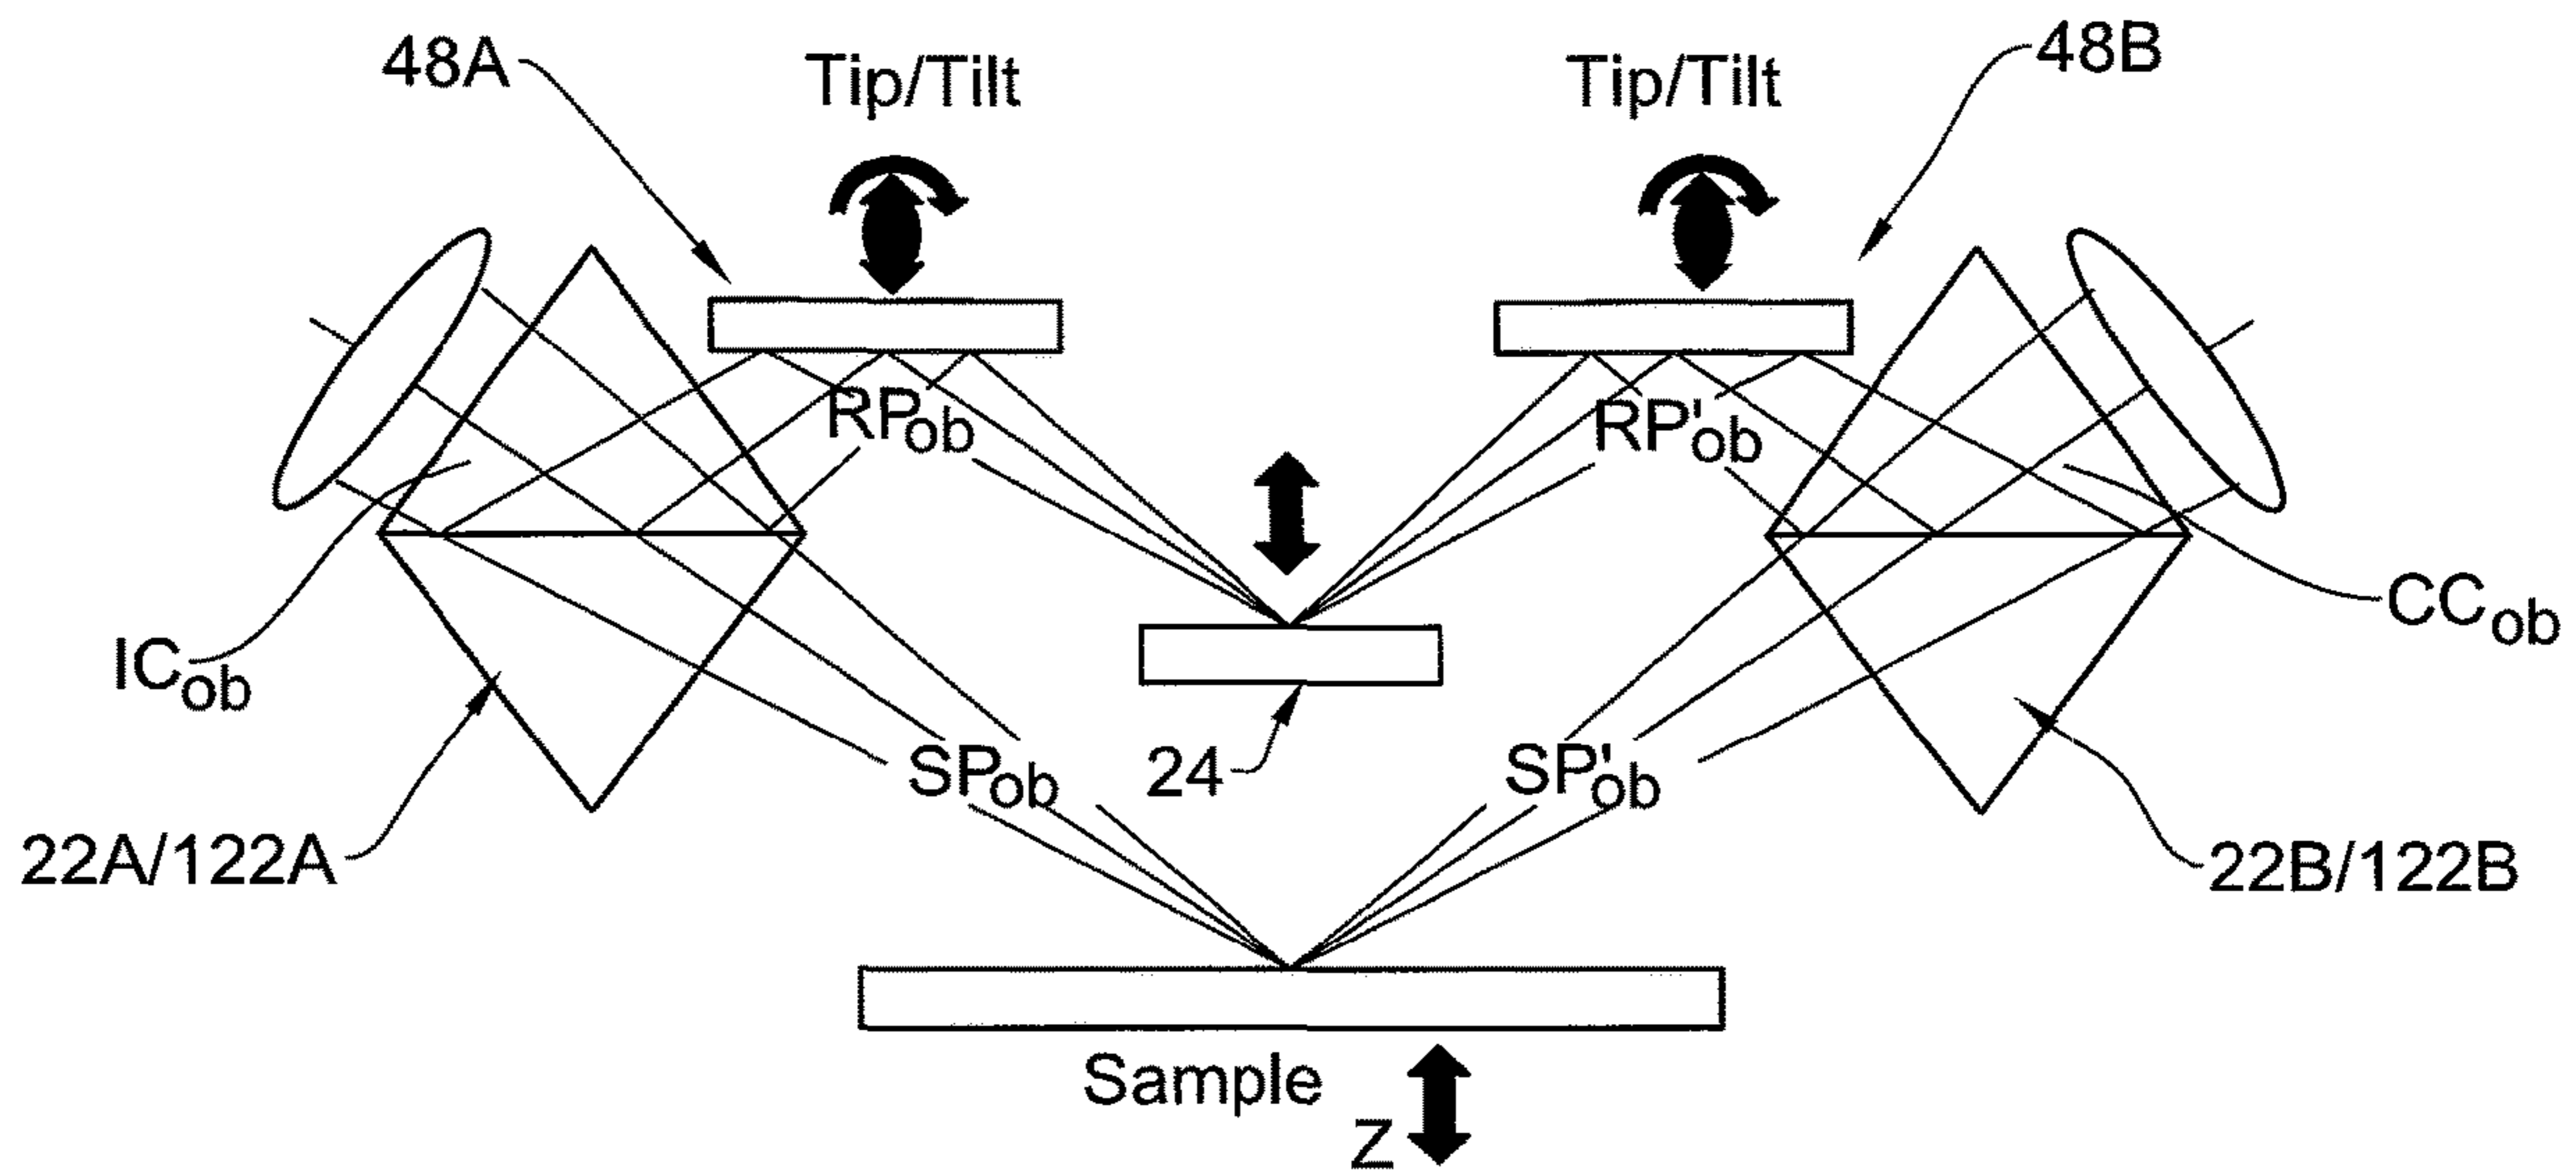 48A
Tip/Tilt
Tip/Tilt
48B
RPob
RP'ob
ICob
CCob
SPob
24
SP'ob
22A/122A
22B/122B
Sample
Z